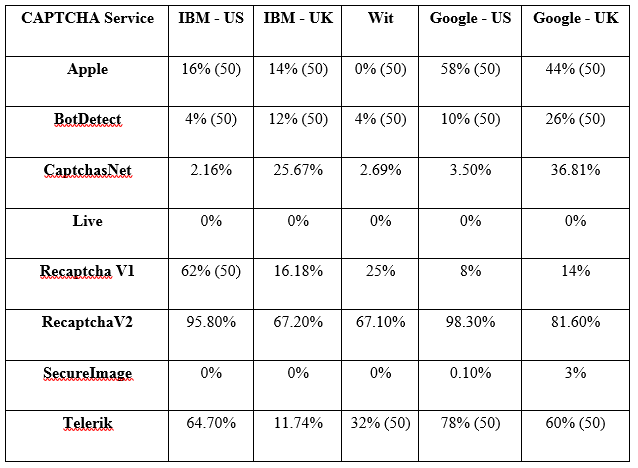 CAPTCHA Service IBM - US IBM - UK Wit Google - US Google - UK
Apple 16% (50) 14% (50) 0% (50) 58% (50) 44% (50)
BotDetect 4% (50) 12% (50) 4% (50) 10% (50) 26% (50)
CaptchasNet 2.16% 25.67% 2.69% 3.50% 36.81%
Live 0% 0% 0% 0% 0%
Recaptcha V1 62% (50) 16.18% 25% 8% 14%
RecaptchaV2 95.80% 67.20% 67.10% 98.30% 81.60%
SecureImage 0% 0% 0% 0.10% 3%
Telerik 64.70% 11.74% 32% (50) 78% (50) 60% (50)